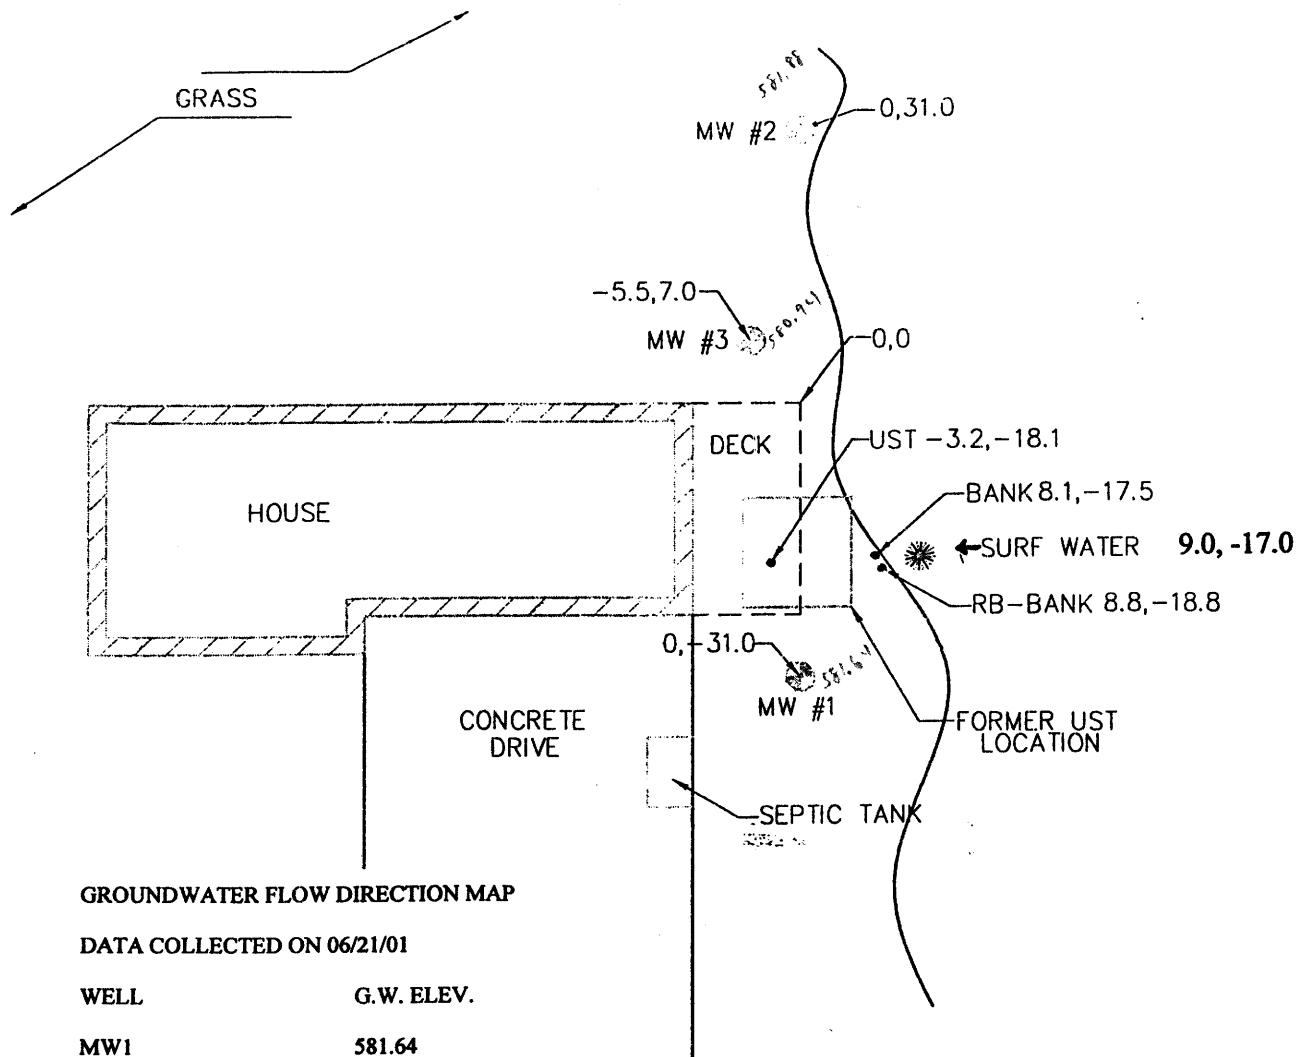 GRASS
581.88
0,31.0
MW #2
-5.5,7.0
580.94
MW #3
0,0
DECK
UST -3.2,-18.1
BANK 8.1,-17.5
HOUSE
SURF WATER 9.0, -17.0
RB-BANK 8.8,-18.8
0,-31.0
581.64
MW #1
CONCRETE
DRIVE
FORMER UST
LOCATION
SEPTIC TANK
GROUNDWATER FLOW DIRECTION MAP
DATA COLLECTED ON 06/21/01
WELL G.W. ELEV.
MW1 581.64